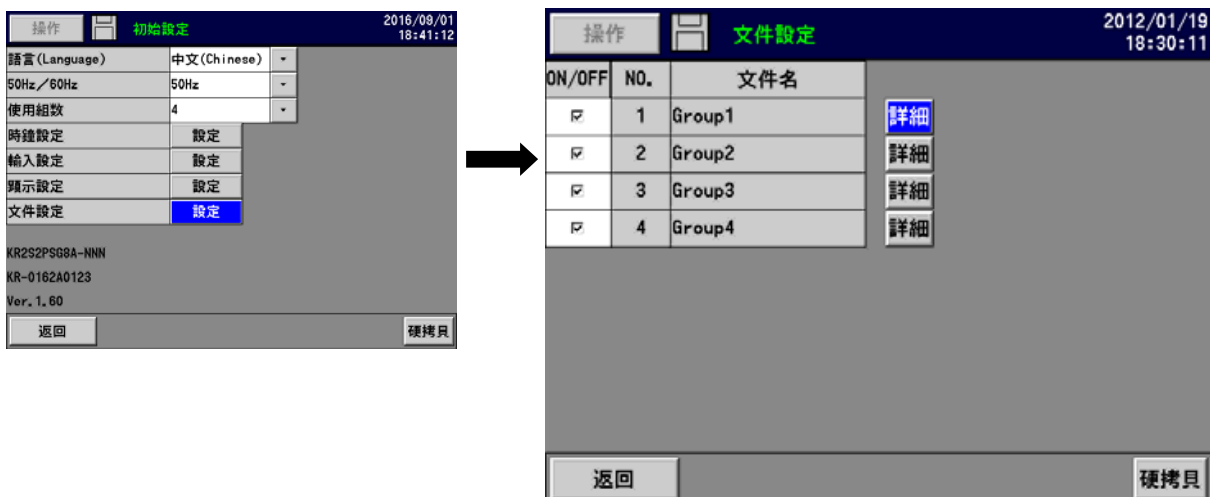 操作 初始設定 2016/09/01
18:41:12
語言(Language) 中文(Chinese)
50Hz／60Hz 50Hz
使用組数 4
時鐘設定 設定
輸入設定 設定
顕示設定 設定
文件設定 設定
KR2S2PSG8A-NNN
KR-0162A0123
Ver.1.60
返回 硬拷貝
操作 文件設定 2012/01/19
18:30:11
ON/OFF NO. 文件名
1 Group1 詳細
2 Group2 詳細
3 Group3 詳細
4 Group4 詳細
返回 硬拷貝